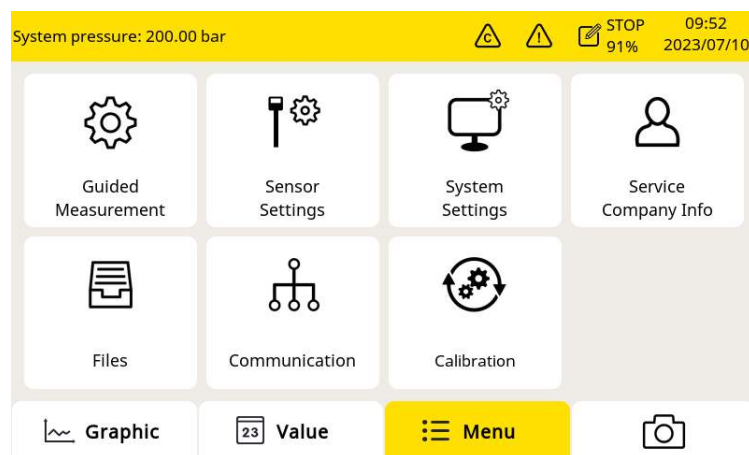 System pressure: 200.00 bar
C
!
STOP
91%
09:52
2023/07/10
Guided
Measurement
Sensor
Settings
System
Settings
Service
Company Info
Files
Communication
Calibration
Graphic
23 Value
Menu